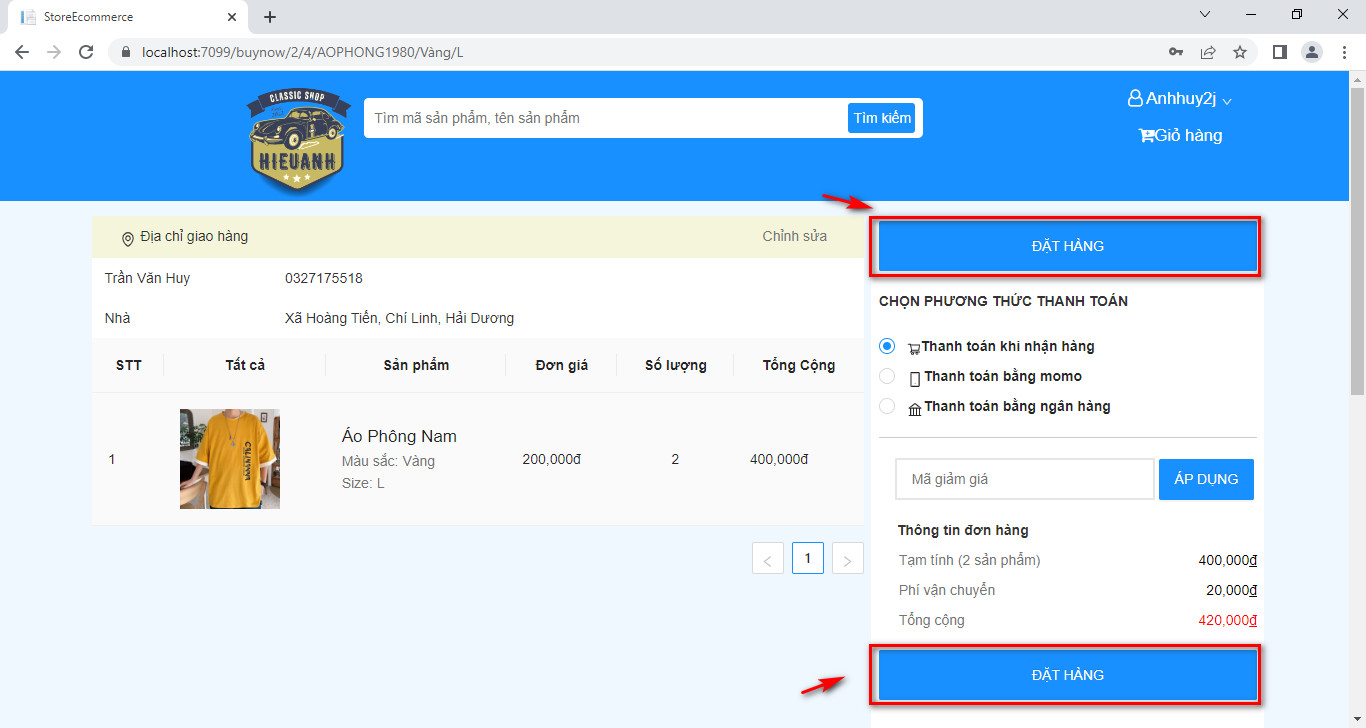 StoreEcommerce
localhost:7099/buynow/2/4/AOPHONG1980/Vàng/L
CLASSIC SHOP
HIEUANH
Tìm mã sản phẩm, tên sản phẩm
Tìm kiếm
Anhhuy2j
Giỏ hàng
Địa chỉ giao hàng
Chỉnh sửa
Trần Văn Huy 0327175518
Nhà Xã Hoàng Tiến, Chí Linh, Hải Dương
STT Tất cả Sản phẩm Đơn giá Số lượng Tổng Cộng
Áo Phông Nam
1 200,000đ 2 400,000đ
Màu sắc: Vàng
Size: L
< 1 >
ĐẶT HÀNG
CHỌN PHƯƠNG THỨC THANH TOÁN
Thanh toán khi nhận hàng
Thanh toán bằng momo
Thanh toán bằng ngân hàng
Mã giảm giá
ÁP DỤNG
Thông tin đơn hàng
Tạm tính (2 sản phẩm) 400,000₫
Phí vận chuyển 20,000₫
Tổng cộng 420,000₫
ĐẶT HÀNG